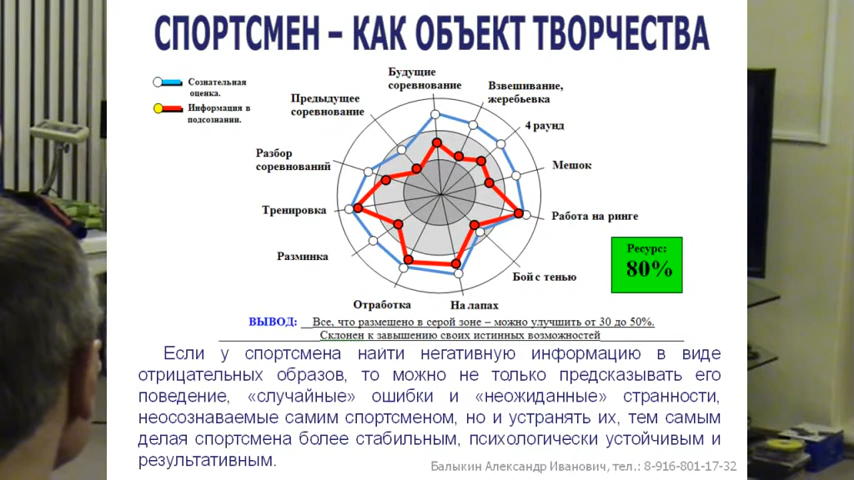 СПОРТСМЕН – КАК ОБЪЕКТ ТВОРЧЕСТВА
Сознательная
оценка.
Информация в
подсознании.
Будущие
соревнование
Взвешивание,
жеребьевка
Предыдущее
соревнование
4 раунд
Разбор
соревнований
Мешок
Тренировка
Работа на ринге
Разминка
Бой с тенью
Отработка
На лапах
Ресурс:
80%
ВЫВОД: Все, что размещено в серой зоне – можно улучшить от 30 до 50%.
Склонен к завышению своих истинных возможностей
Если у спортсмена найти негативную информацию в виде
отрицательных образов, то можно не только предсказывать его
поведение, «случайные» ошибки и «неожиданные» странности,
неосознаваемые самим спортсменом, но и устранять их, тем самым
делая спортсмена более стабильным, психологически устойчивым и
результативным.
Балыкин Александр Иванович, тел.: 8-916-801-17-32